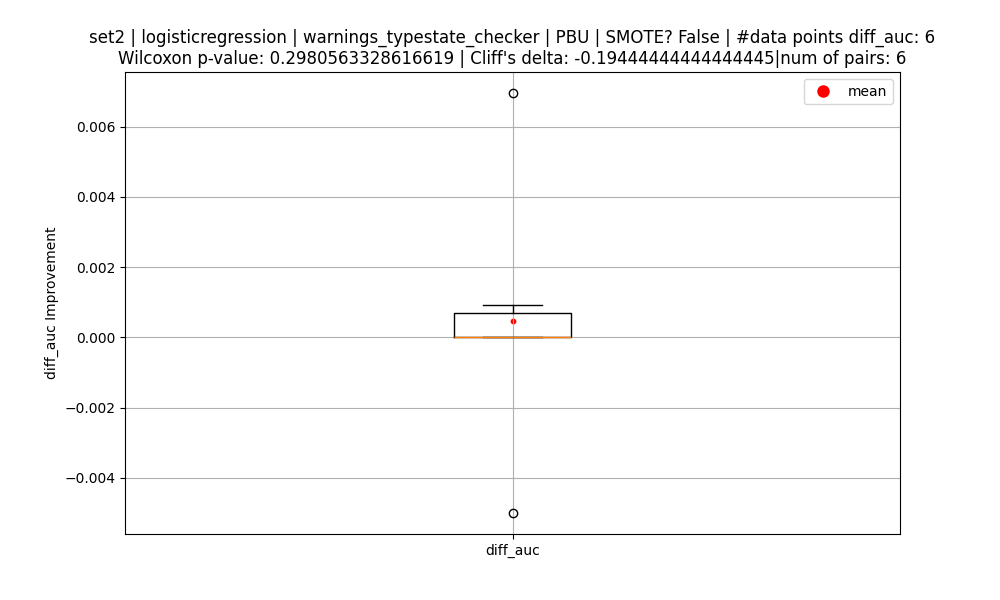 set2 | logisticregression | warnings_typestate_checker | PBU | SMOTE? False | #data points diff_auc: 6
Wilcoxon p-value: 0.2980563328616619 | Cliff's delta: -0.19444444444444445|num of pairs: 6
mean
0.006
0.004
0.002
0.000
−0.002
−0.004
diff_auc Improvement
diff_auc